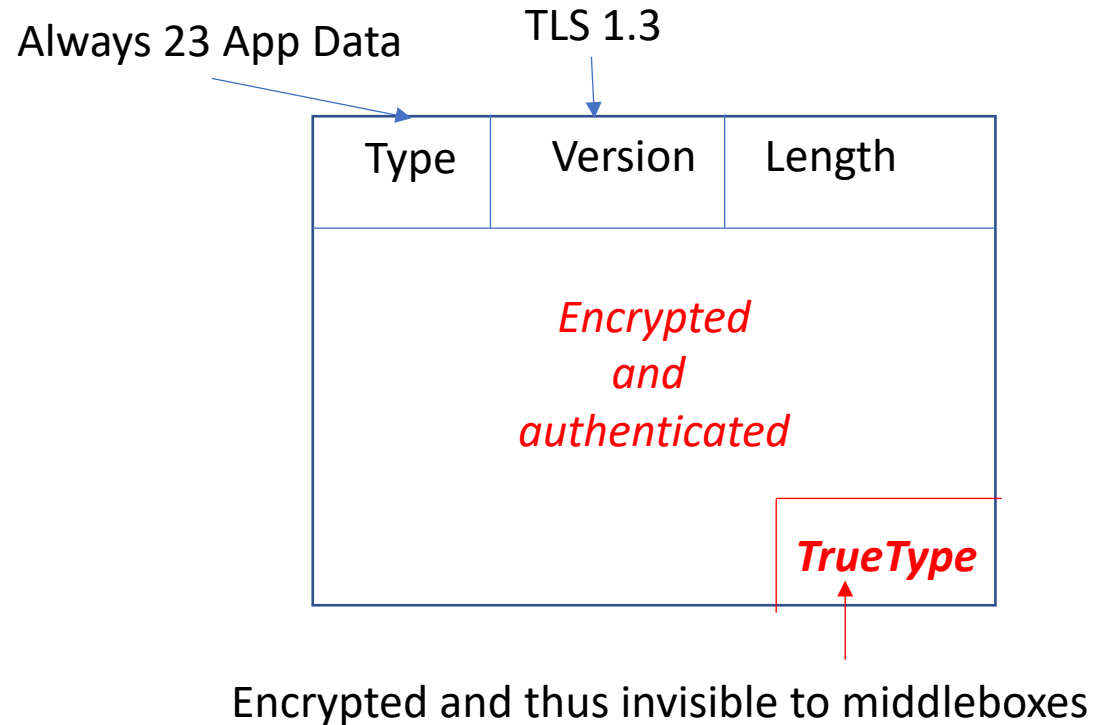 Always 23 App Data
TLS 1.3
Type Version Length
Encrypted
and
authenticated
TrueType
Encrypted and thus invisible to middleboxes